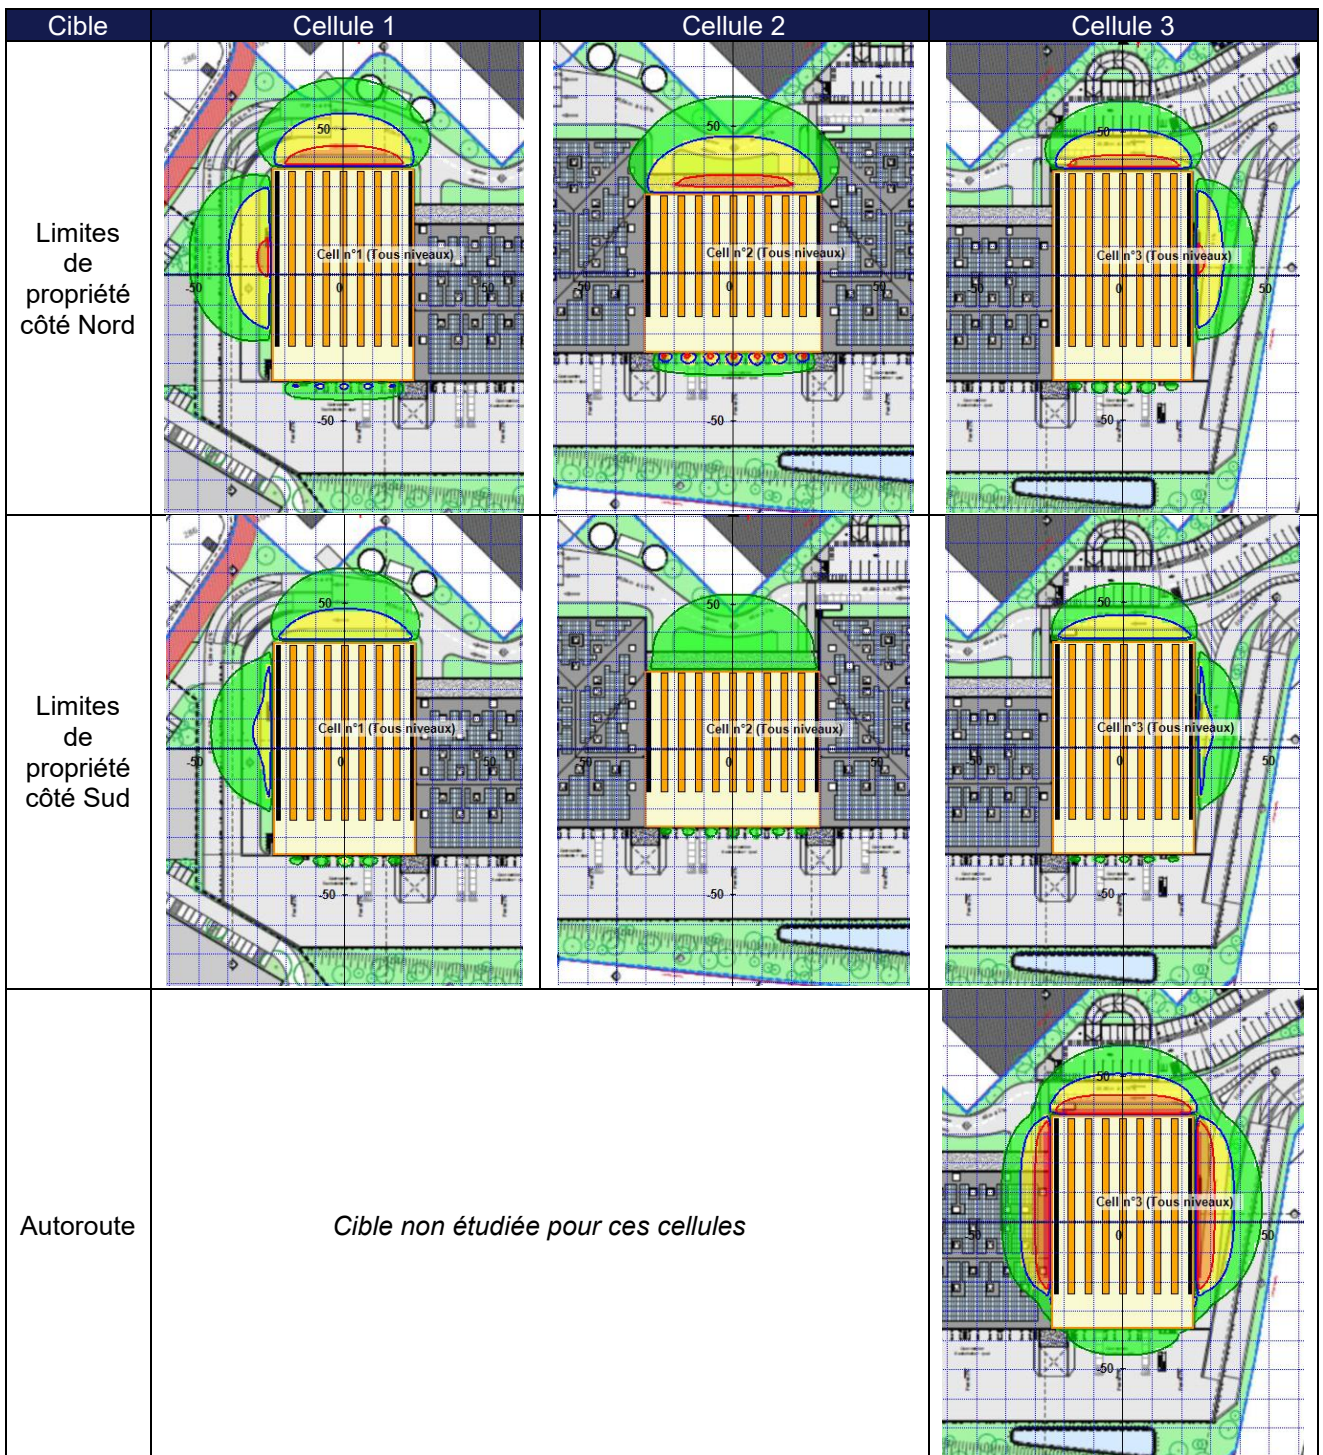 Cible Cellule 1 Cellule 2 Cellule 3
Limites
de
propriété
côté Nord
286
50
Cell n°1 (Tous niveaux)
-50 0 50
-50
50
Cell n°2 (Tous niveaux)
-50 0 50
-50
50
Cell n°3 (Tous niveaux)
0 50
-50
Limites
de
propriété
côté Sud
286
50
Cell n°1 (Tous niveaux)
-50 0 50
-50
50
Cell n°2 (Tous niveaux)
-50 0 50
-50
50
Cell n°3 (Tous niveaux)
0 50
-50
Autoroute
Cible non étudiée pour ces cellules
50
Cell n°3 (Tous niveaux)
-50 0 50
-50